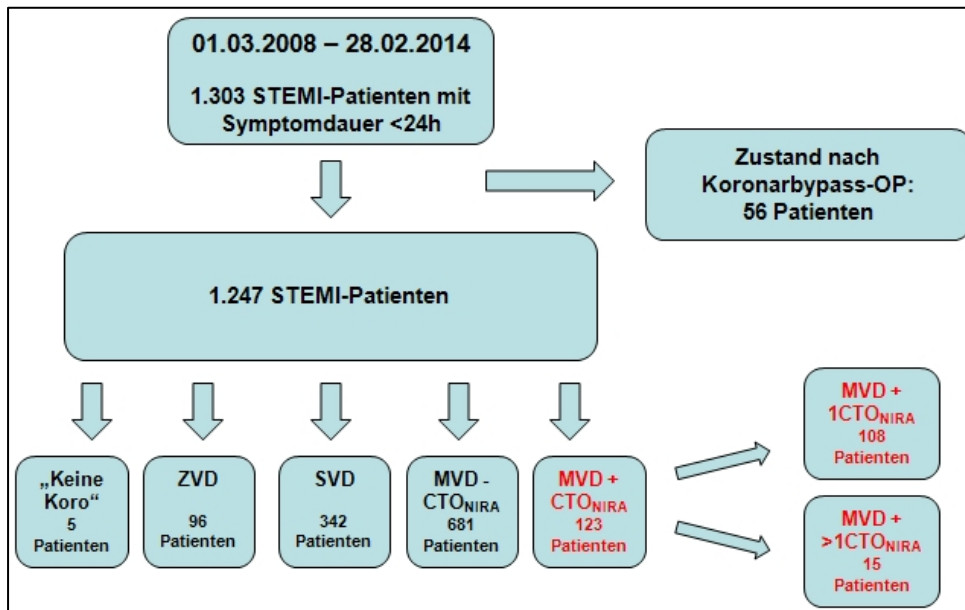 01.03.2008 – 28.02.2014
1.303 STEMI-Patienten mit
Symptomdauer <24h
Zustand nach
Koronarbypass-OP:
56 Patienten
1.247 STEMI-Patienten
„Keine
Koro“
5
Patienten
ZVD
96
Patienten
SVD
342
Patienten
MVD -
CTONIRA
681
Patienten
MVD +
CTONIRA
123
Patienten
MVD +
1CTONIRA
108
Patienten
MVD +
>1CTONIRA
15
Patienten